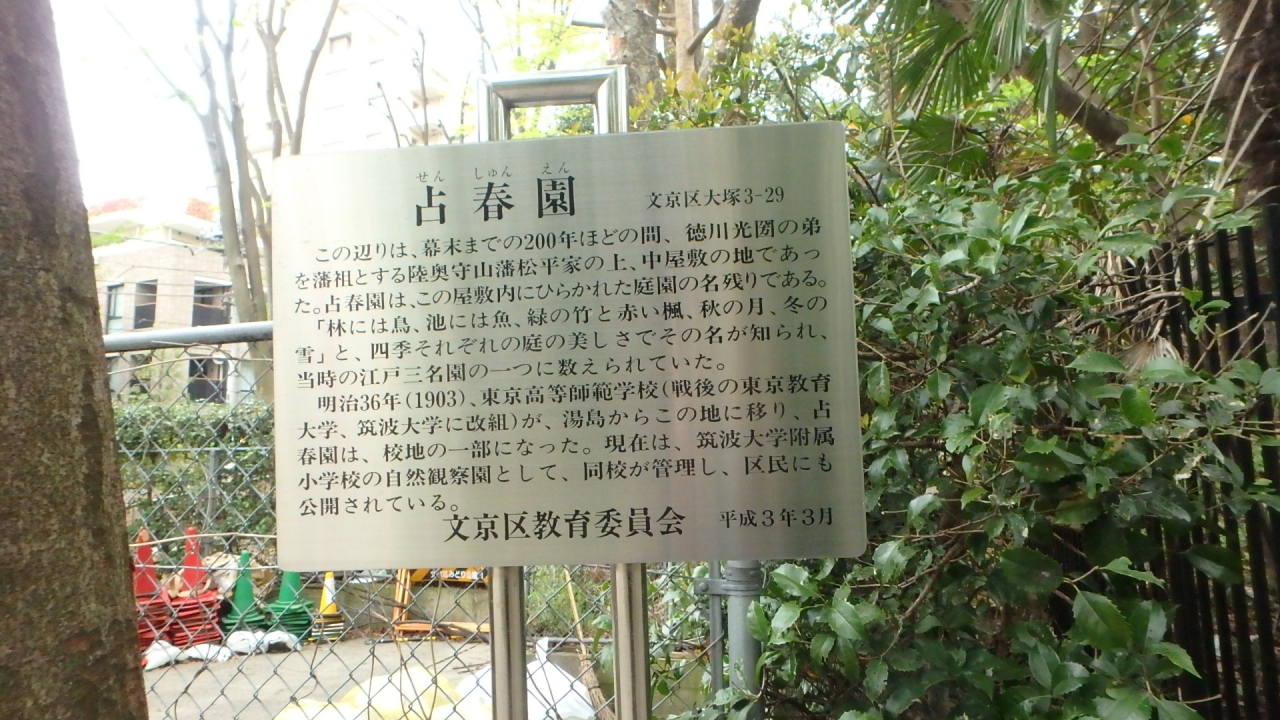 せん しゅん えん
占春園 文京区大塚3-29
この辺りは、幕末までの200年ほどの間、徳川光圀の弟
を藩祖とする陸奥守山藩松平家の上、中屋敷の地であっ
た。占春園は、この屋敷内にひらかれた庭園の名残りである。
「林には鳥、池には魚、緑の竹と赤い楓、秋の月、冬の
雪」と、四季それぞれの庭の美しさでその名が知られ、
当時の江戸三名園の一つに数えられていた。
明治36年(1903)、東京高等師範学校(戦後の東京教育
大学、筑波大学に改組)が、湯島からこの地に移り、占
春園は、校地の一部になった。現在は、筑波大学附属
小学校の自然観察園として、同校が管理し、区民にも
公開されている。
文京区教育委員会 平成3年3月